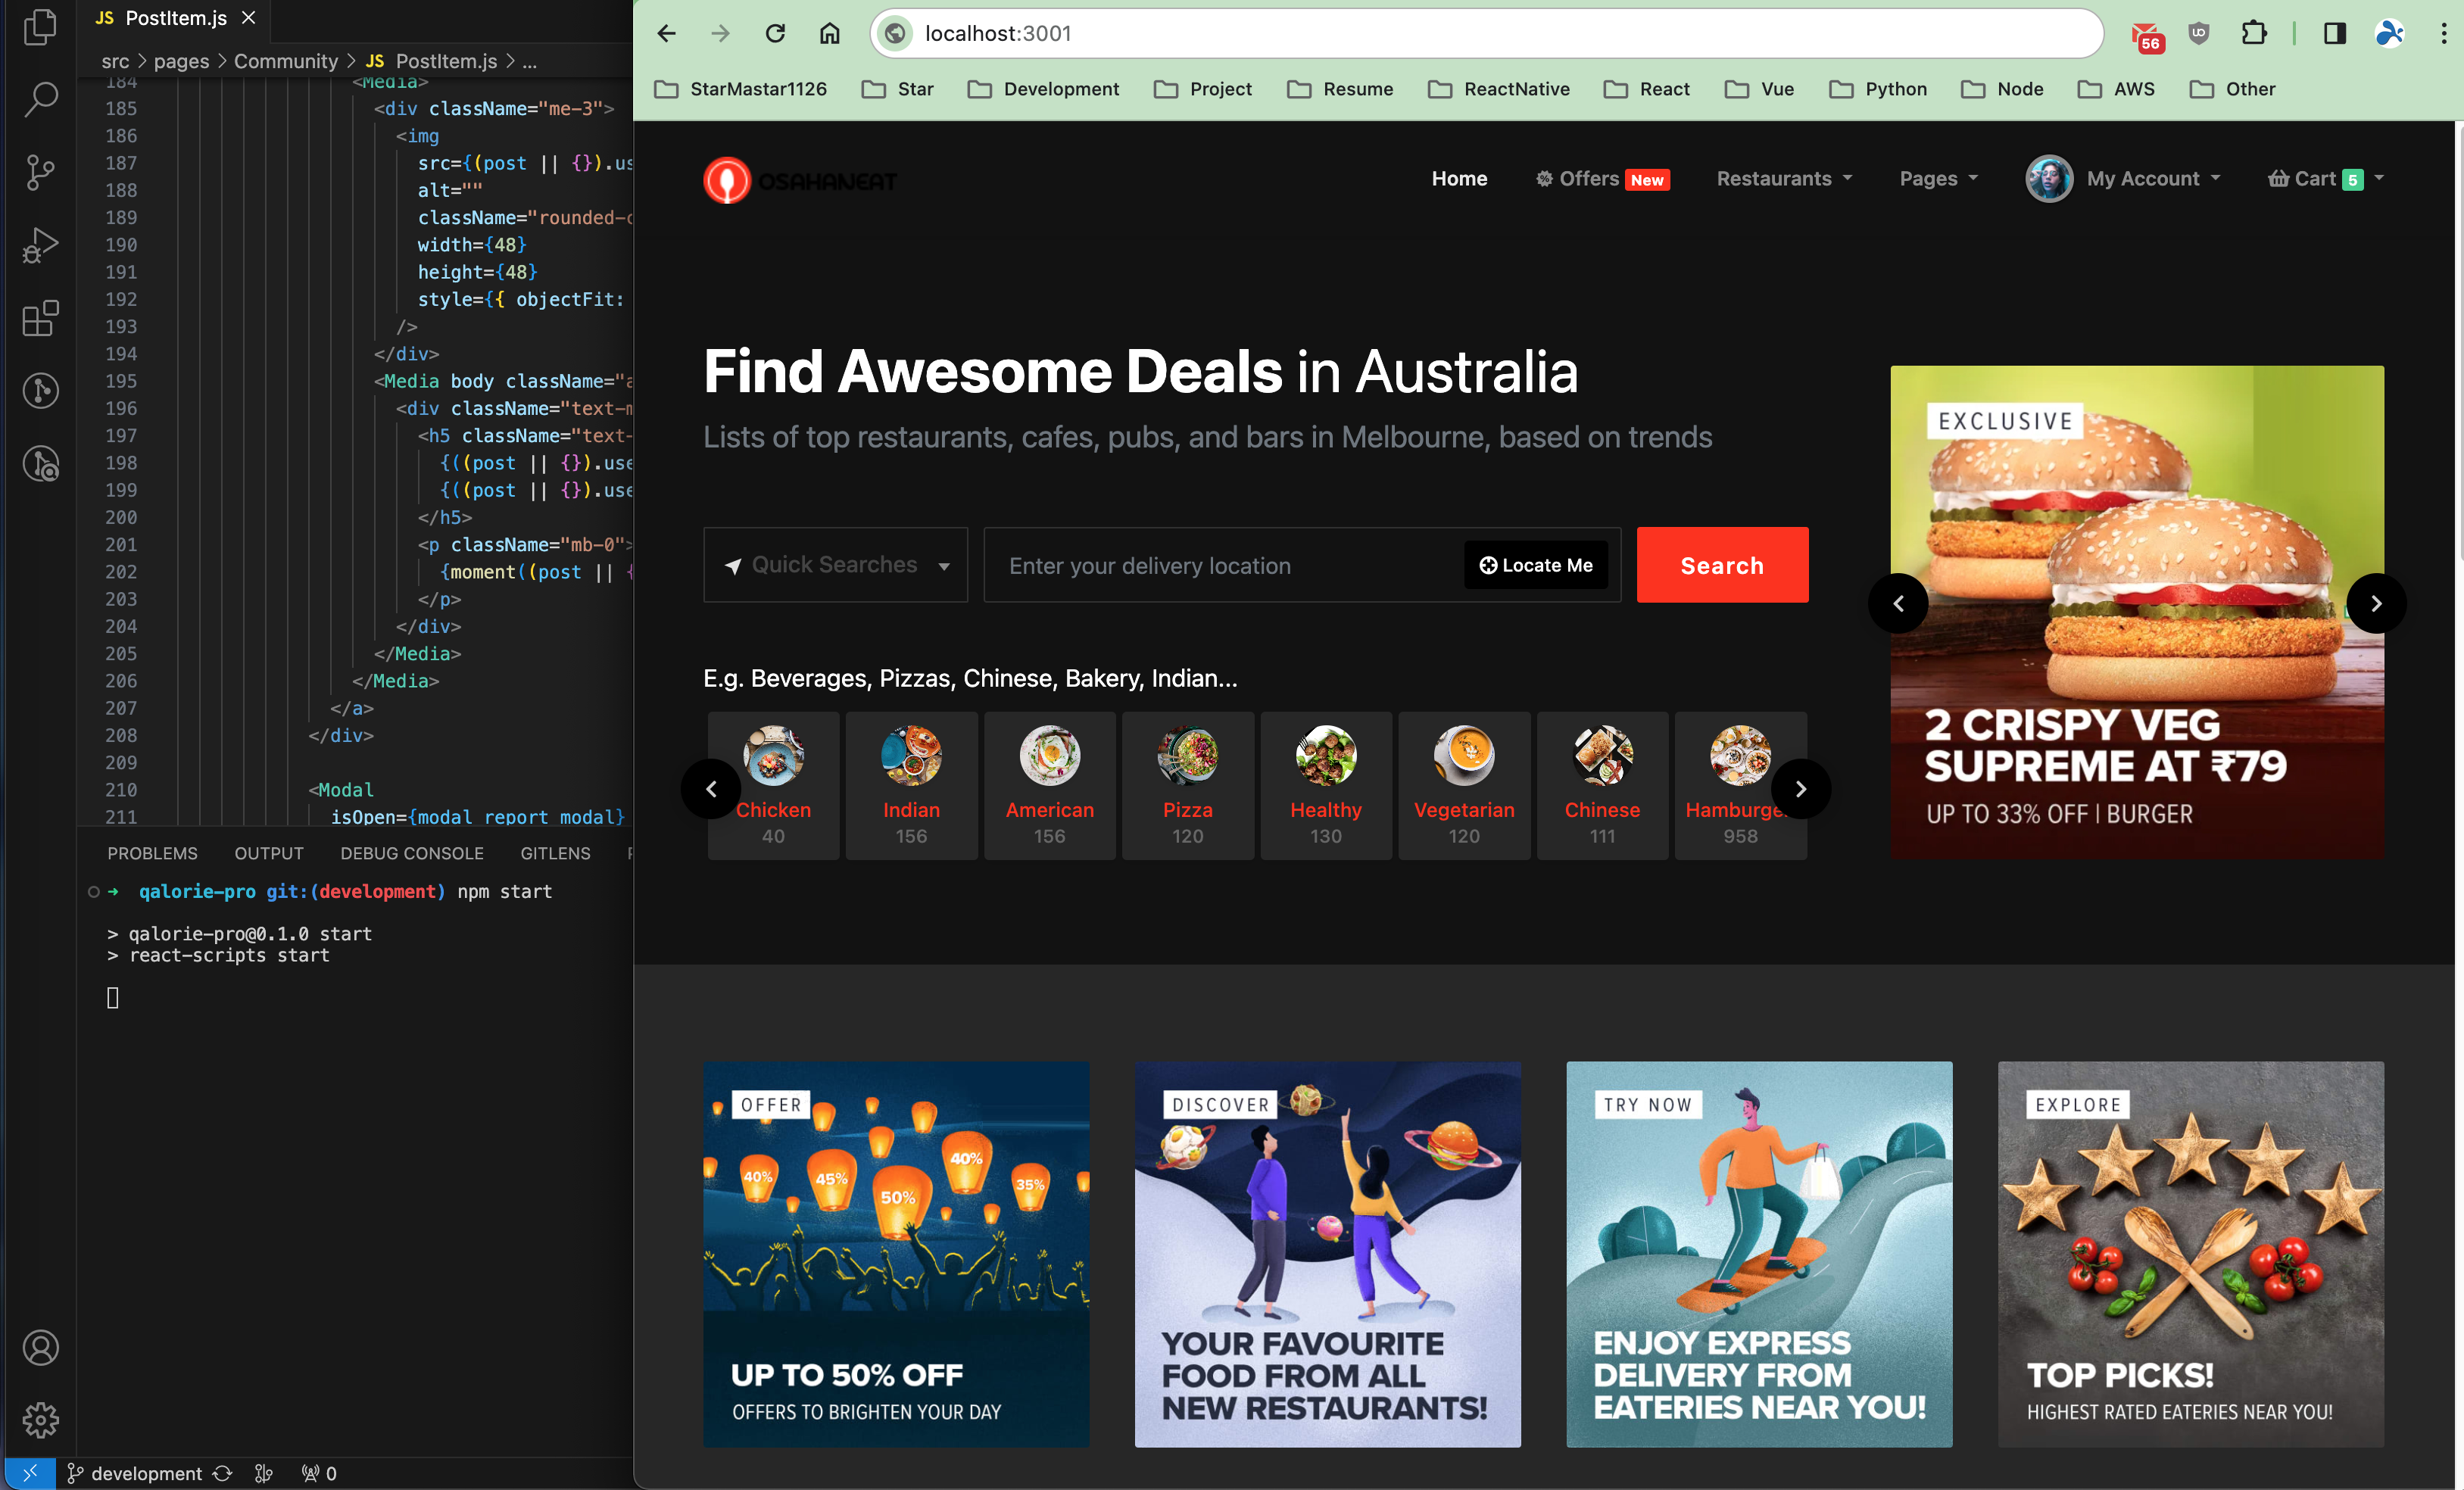 JS PostItem.js
src > pages > Community > JS PostItem.js > ...
184 <Media>
185 <div className="me-3">
186 <img
187 src={(post || {}).us
188 alt=""
189 className="rounded-c
190 width={48}
191 height={48}
192 style={{ objectFit:
193 />
194 </div>
195 <Media body className="a
196 <div className="text-m
197 <h5 className="text-
198 {((post || {}).use
199 {((post || {}).use
200 </h5>
201 <p className="mb-0">
202 {moment((post || {
203 </p>
204 </div>
205 </Media>
206 </Media>
207 </a>
208 </div>
209
210 <Modal
211 isOpen={modal_report_modal}
PROBLEMS OUTPUT DEBUG CONSOLE GITLENS
qalorie-pro git:(development) npm start
> qalorie-pro@0.1.0 start
> react-scripts start
development 0
localhost:3001
56
StarMastar1126 Star Development Project Resume ReactNative React Vue Python Node AWS Other
OSAHANEAT
Home Offers New Restaurants Pages My Account Cart 5
Find Awesome Deals in Australia
Lists of top restaurants, cafes, pubs, and bars in Melbourne, based on trends
Quick Searches
Enter your delivery location
Locate Me
Search
E.g. Beverages, Pizzas, Chinese, Bakery, Indian...
Chicken Indian American Pizza Healthy Vegetarian Chinese Hamburge
40 156 156 120 130 120 111 958
EXCLUSIVE
2 CRISPY VEG
SUPREME AT ₹79
UP TO 33% OFF | BURGER
OFFER
40% 45% 50% 40% 35%
UP TO 50% OFF
OFFERS TO BRIGHTEN YOUR DAY
DISCOVER
YOUR FAVOURITE
FOOD FROM ALL
NEW RESTAURANTS!
TRY NOW
ENJOY EXPRESS
DELIVERY FROM
EATERIES NEAR YOU!
EXPLORE
TOP PICKS!
HIGHEST RATED EATERIES NEAR YOU!